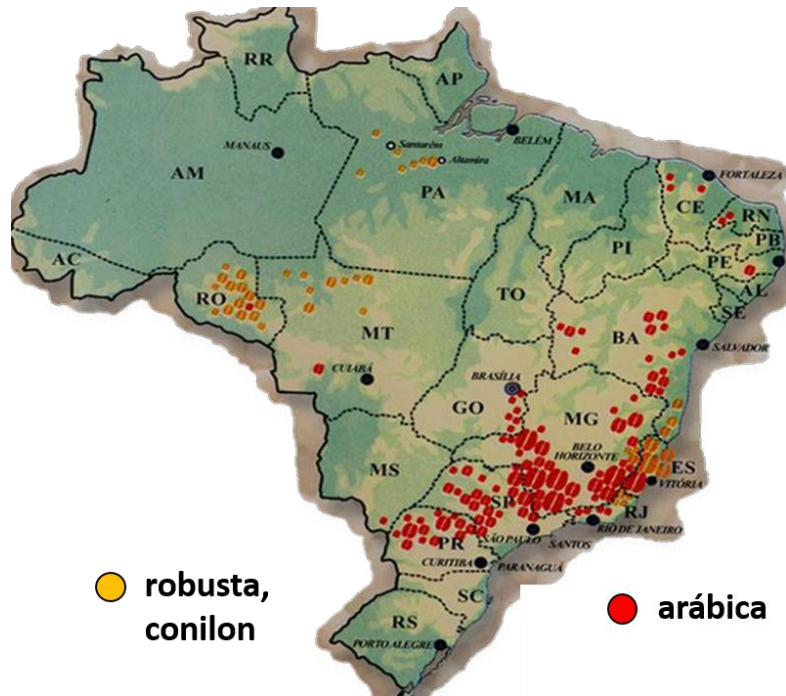 RR
AP
Santarém
Altamira
BELÉM
MANAUS
AM
PA
MA
CE
FORTALEZA
RN
PB
PI
PE
AL
AC
TO
SE
RO
MT
BA
SALVADOR
CUIABÁ
BRASÍLIA
GO
MG
BELO
HORIZONTE
ES
MS
VITÓRIA
SP
RJ
RIO DE JANEIRO
SÃO PAULO
SANTOS
PR
CURITIBA
PARANAGUÁ
SC
robusta,
conilon
arábica
RS
PORTO ALEGRE